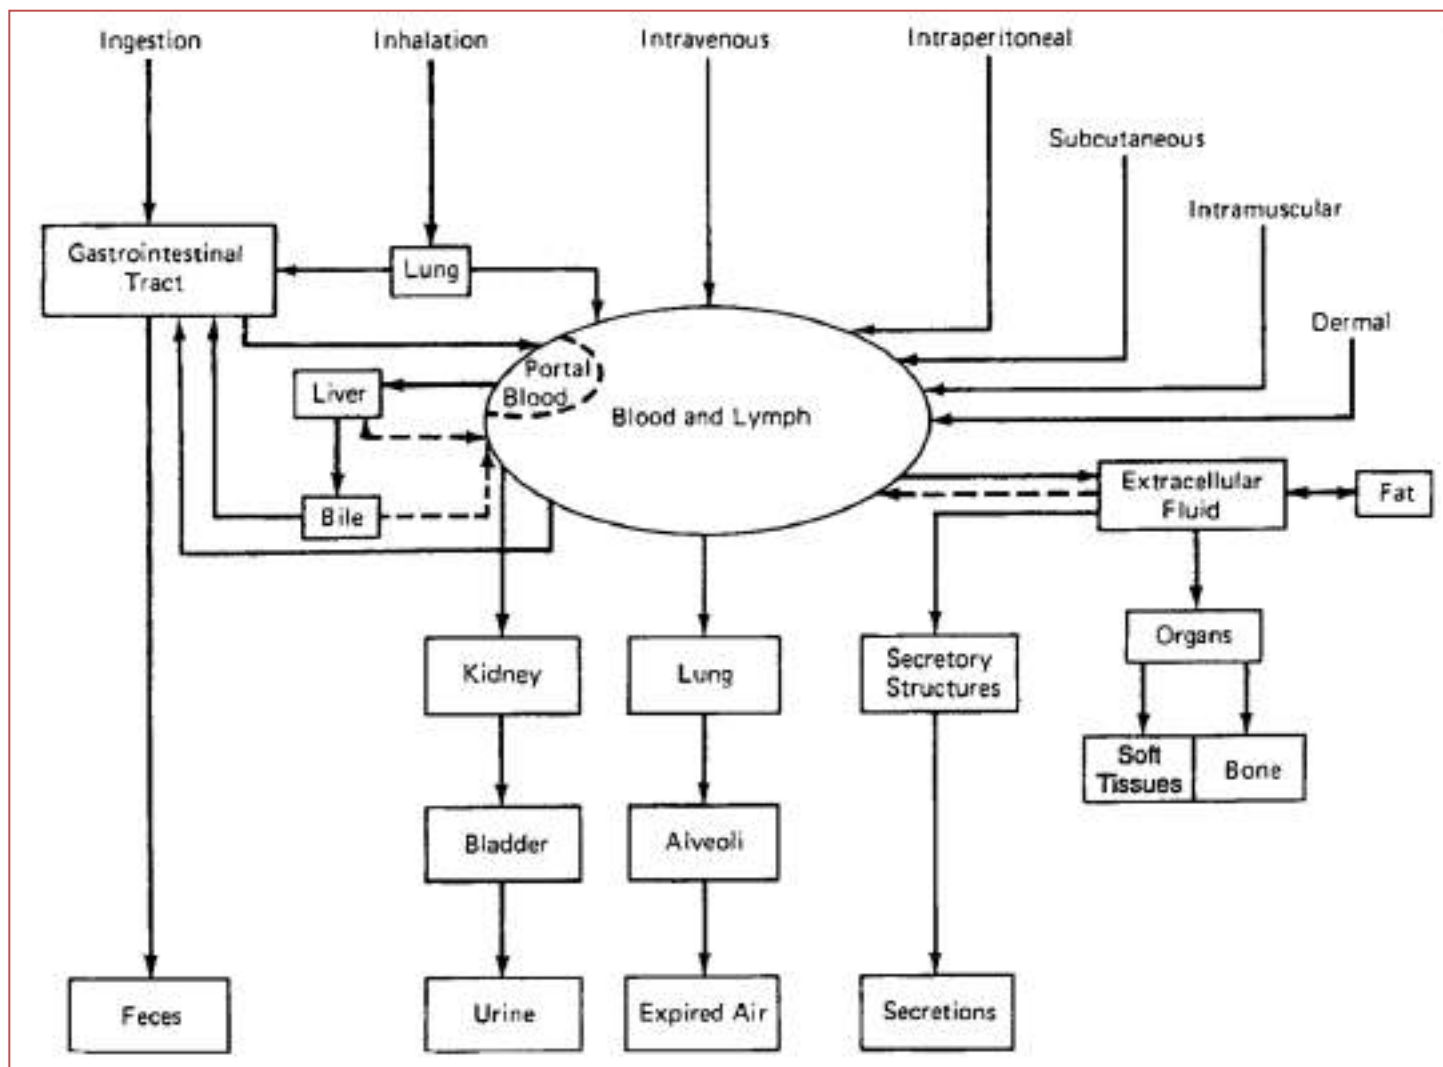 Ingestion
Inhalation
Intravenous
Intraperitoneal
Subcutaneous
Intramuscular
Dermal
Gastrointestinal
Tract
Lung
Portal
Blood
Liver
Blood and Lymph
Bile
Extracellular
Fluid
Fat
Organs
Kidney
Lung
Secretory
Structures
Soft
Tissues
Bone
Bladder
Alveoli
Feces
Urine
Expired Air
Secretions